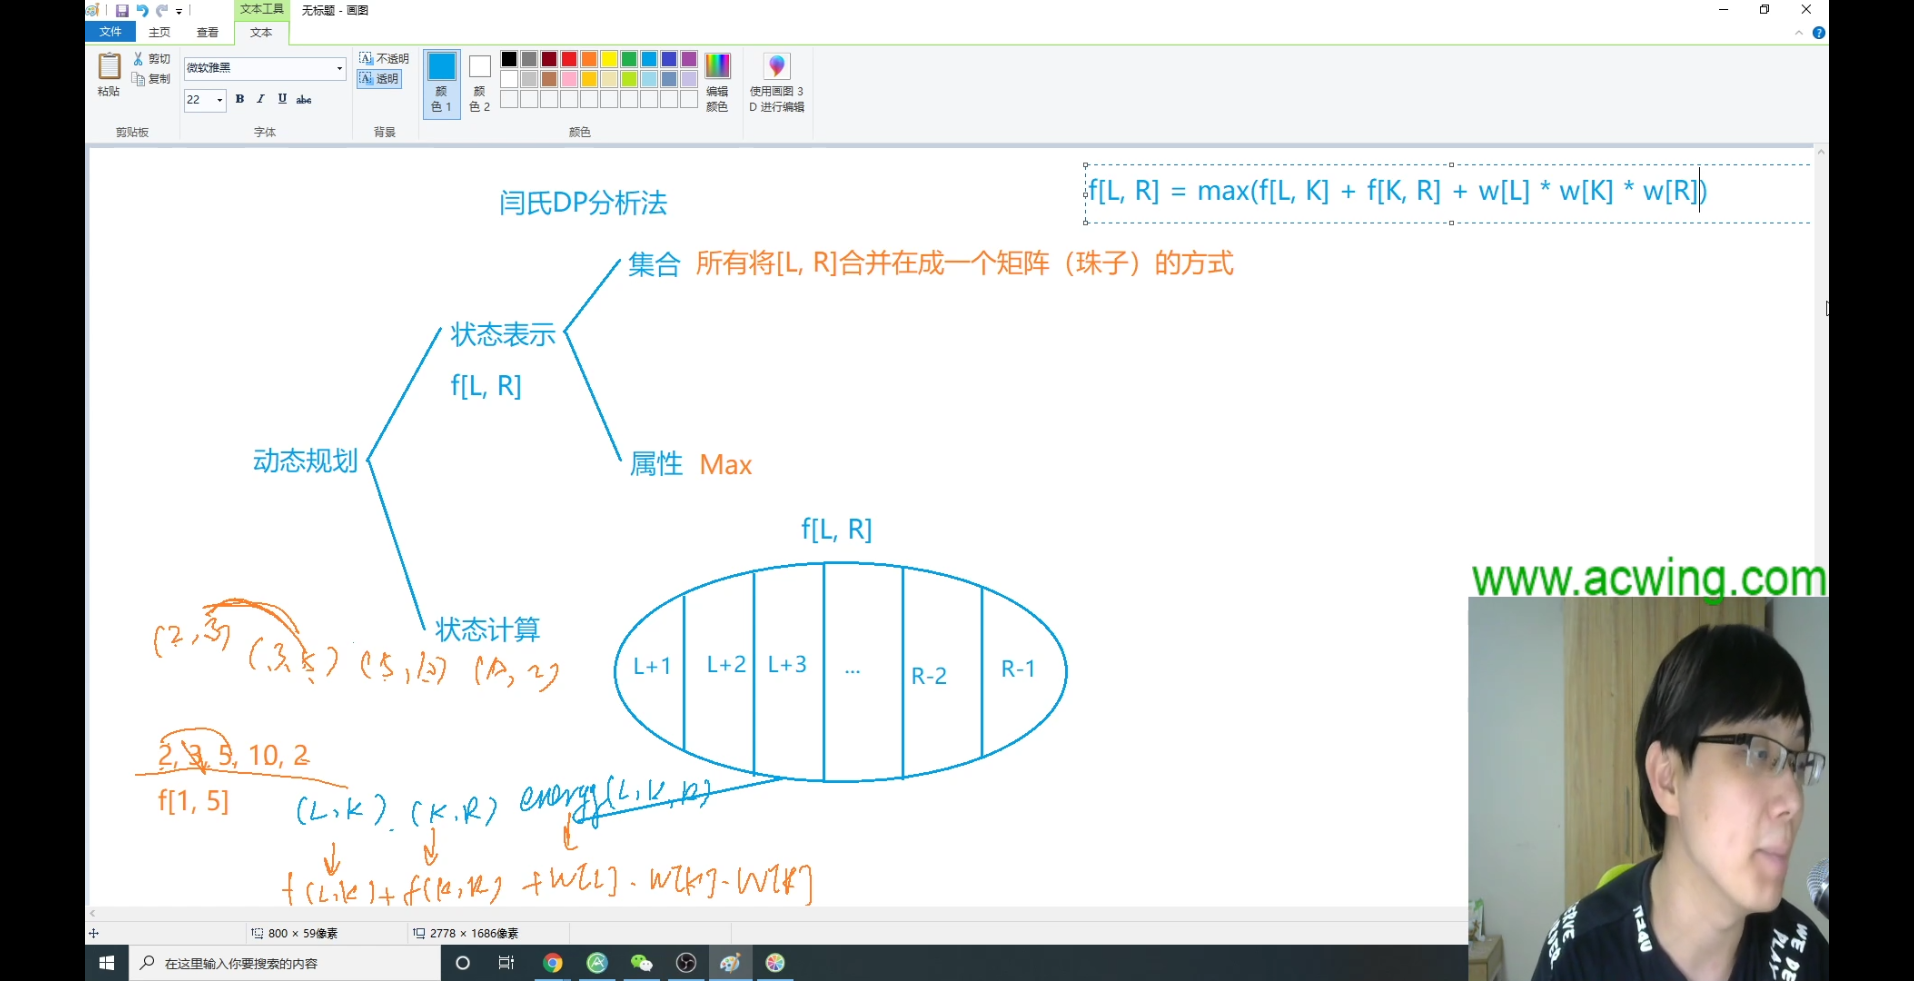 文本工具 无标题 - 画图
文件 主页 查看 文本
粘贴 剪切 复制
剪贴板
微软雅黑
22 B I U abc
字体
不透明
透明
背景
颜色 1
颜色 2
颜色
编辑颜色
使用画图 3D 进行编辑
闫氏DP分析法
f[L, R] = max(f[L, K] + f[K, R] + w[L] * w[K] * w[R])
集合 所有将[L, R]合并在成一个矩阵（珠子）的方式
状态表示
f[L, R]
动态规划
属性 Max
f[L, R]
状态计算
L+1 L+2 L+3 ... R-2 R-1
(2,3) (3,5) (5,10) (10,2)
2, 3, 5, 10, 2
f[1, 5]
(L,K) (K,R) energy(L,K,R)
f(L,K)+f(K,R) +W[L]·W[K]·W[R]
www.acwing.com
800 × 59像素 2778 × 1686像素
在这里输入你要搜索的内容